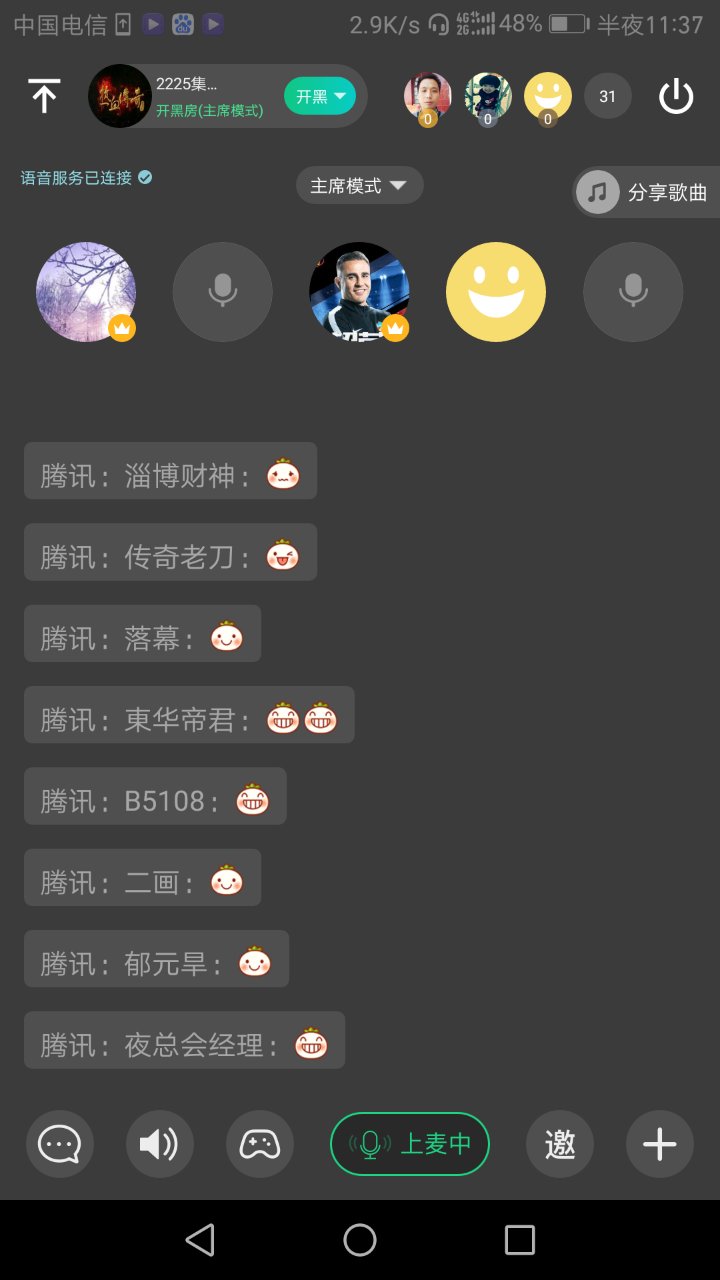 中国电信 2.9K/s 4G 2G 48% 半夜11:37
2225集...
开黑房(主席模式)
开黑
0 0 0 31
语音服务已连接
主席模式
分享歌曲
腾讯：淄博财神：
腾讯：传奇老刀：
腾讯：落幕：
腾讯：東华帝君：
腾讯：B5108：
腾讯：二画：
腾讯：郁元旱：
腾讯：夜总会经理：
上麦中
邀